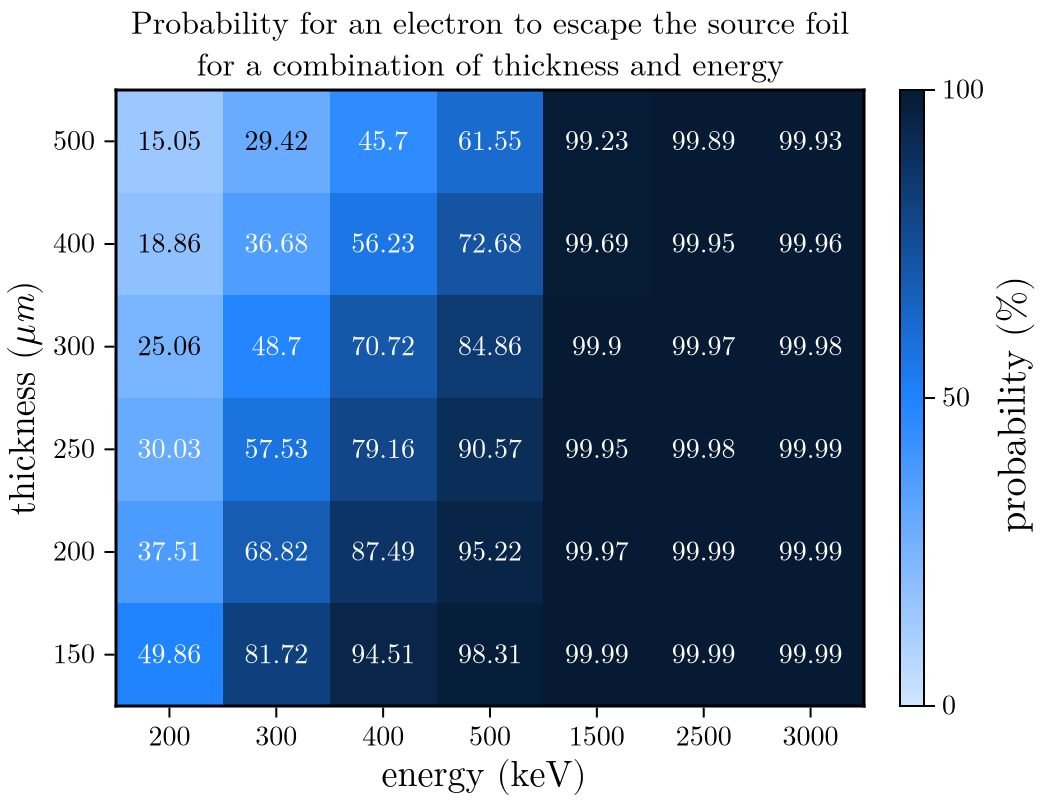 Probability for an electron to escape the source foil
for a combination of thickness and energy
500 15.05 29.42 45.7 61.55 99.23 99.89 99.93
400 18.86 36.68 56.23 72.68 99.69 99.95 99.96
300 25.06 48.7 70.72 84.86 99.9 99.97 99.98
250 30.03 57.53 79.16 90.57 99.95 99.98 99.99
200 37.51 68.82 87.49 95.22 99.97 99.99 99.99
150 49.86 81.72 94.51 98.31 99.99 99.99 99.99
200 300 400 500 1500 2500 3000
energy (keV)
thickness (μm)
100
50
0
probability (%)